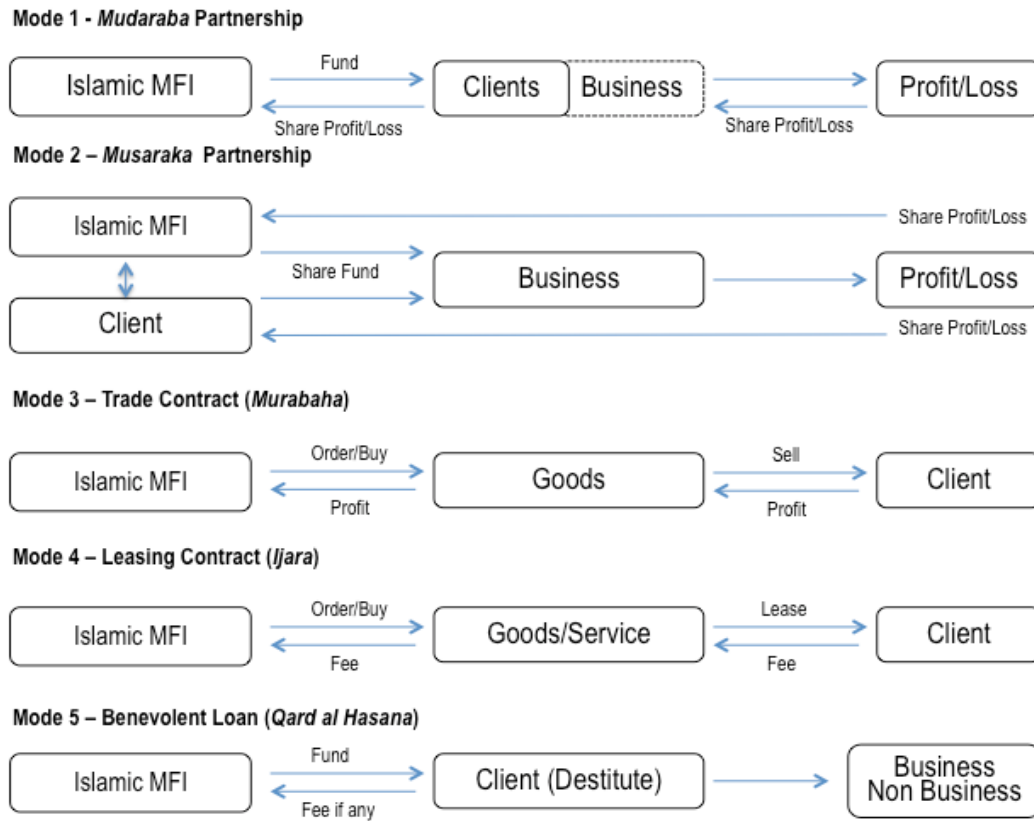 Mode 1 - Mudaraba Partnership
Islamic MFI
Fund
Share Profit/Loss
Clients
Business
Share Profit/Loss
Profit/Loss
Mode 2 – Musaraka Partnership
Islamic MFI
Share Profit/Loss
Share Fund
Business
Profit/Loss
Client
Share Profit/Loss
Mode 3 – Trade Contract (Murabaha)
Islamic MFI
Order/Buy
Profit
Goods
Sell
Profit
Client
Mode 4 – Leasing Contract (Ijara)
Islamic MFI
Order/Buy
Fee
Goods/Service
Lease
Fee
Client
Mode 5 – Benevolent Loan (Qard al Hasana)
Islamic MFI
Fund
Fee if any
Client (Destitute)
Business
Non Business